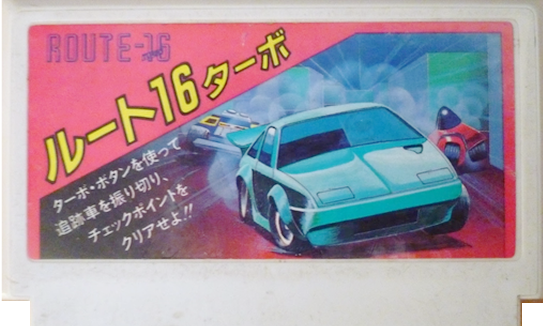 ROUTE-16
ルート16ターボ
ターボ・ボタンを使って
追跡車を振り切り、
チェックポイントを
クリアせよ!!